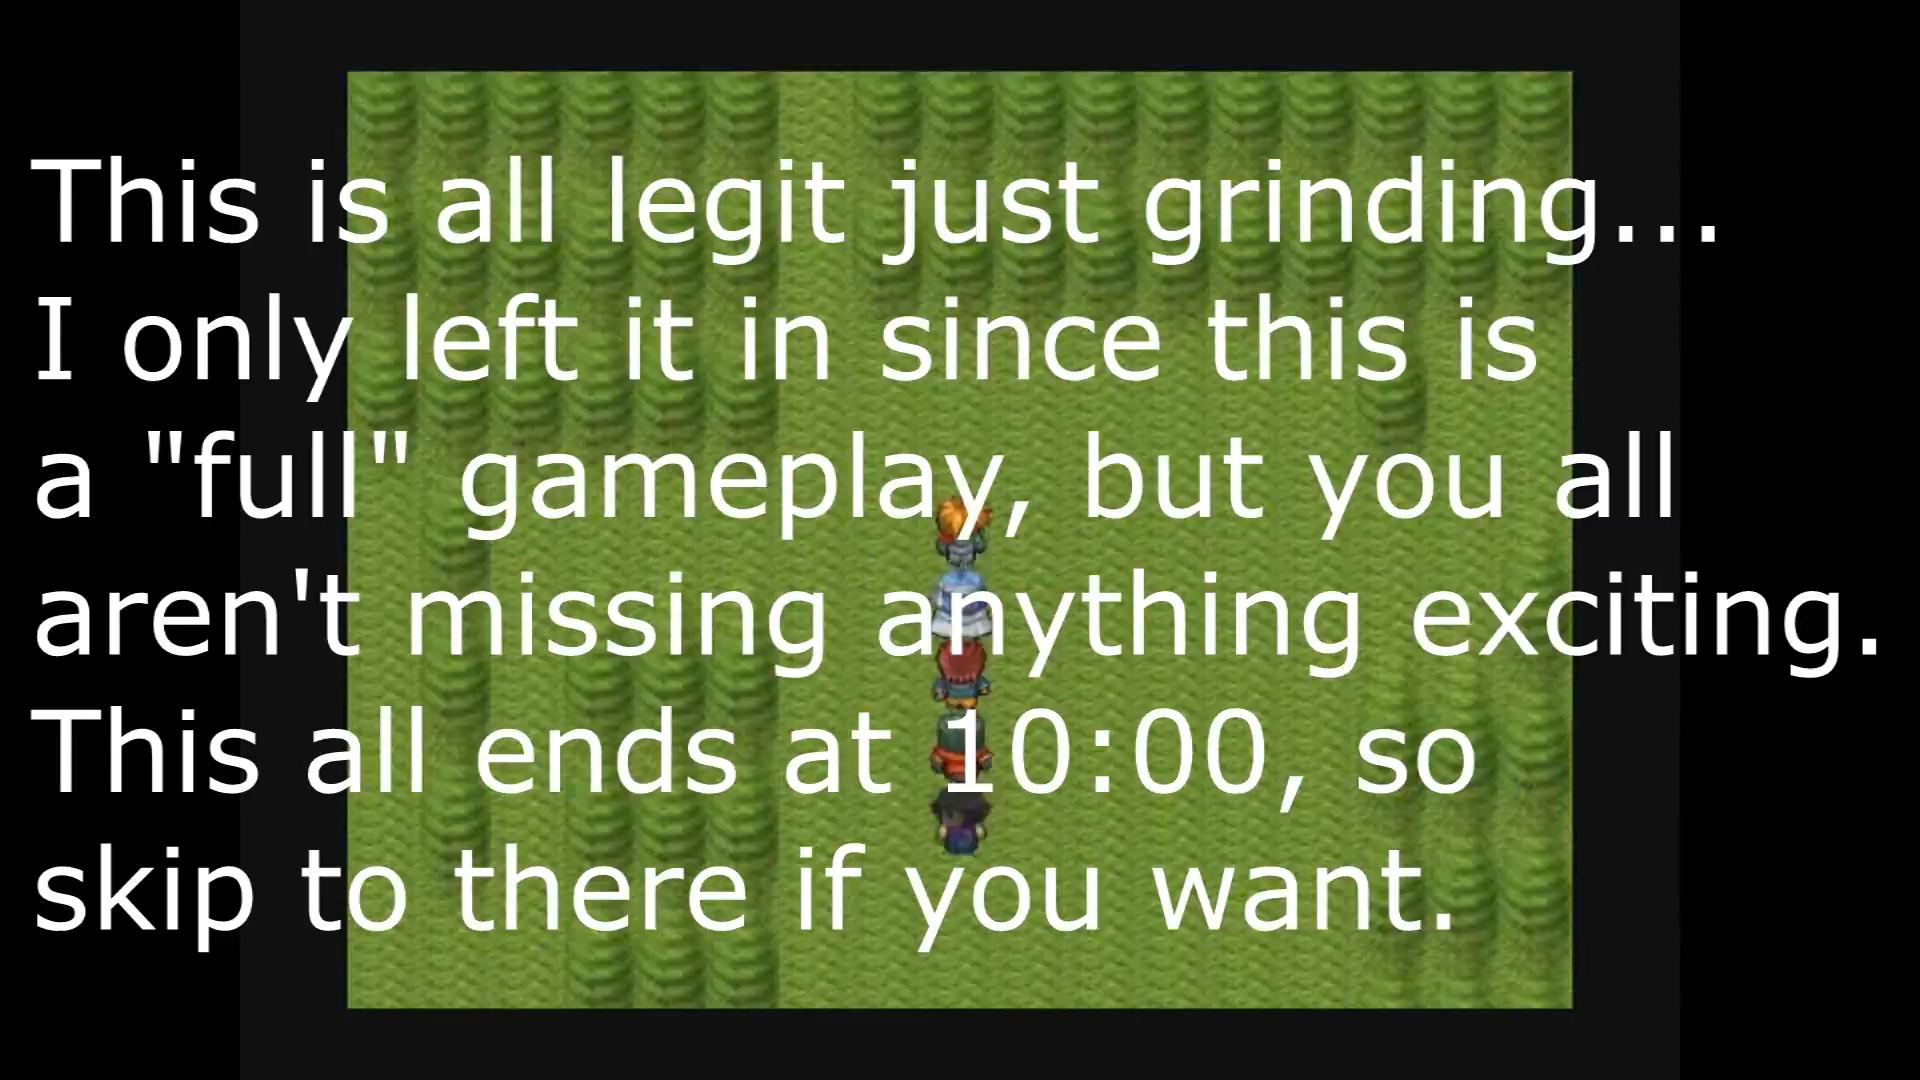 This is all legit just grinding...
I only left it in since this is
a "full" gameplay, but you all
aren't missing anything exciting.
This all ends at 10:00, so
skip to there if you want.